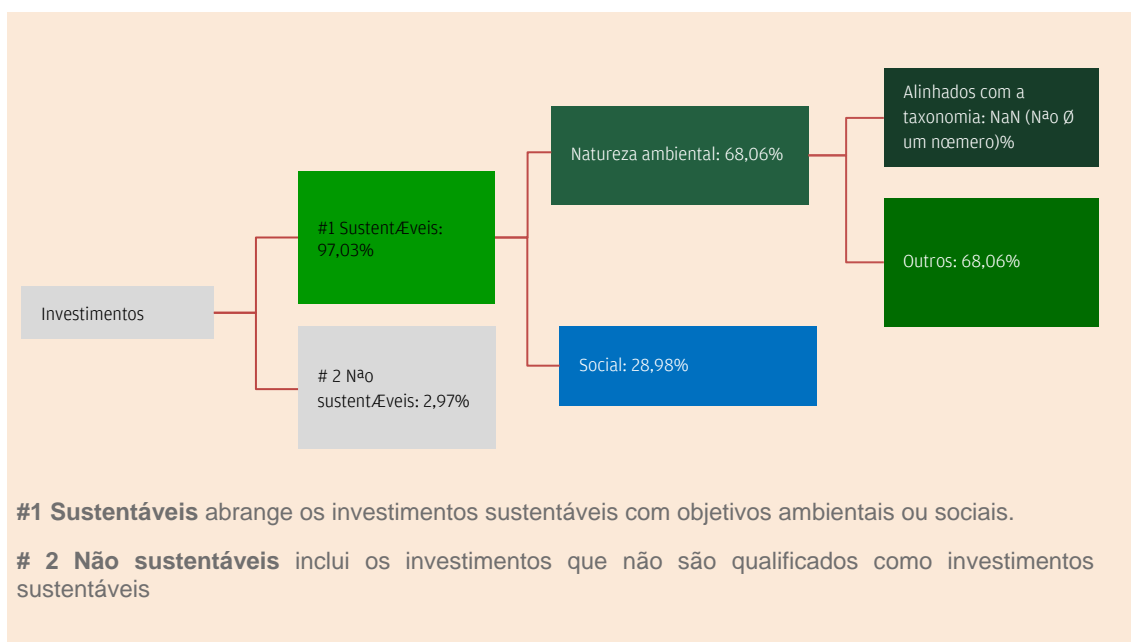 Alinhados com a
taxonomia: NaN (Nªo Ø
um nœmero)%
Natureza ambiental: 68,06%
#1 SustentÆveis:
97,03%
Outros: 68,06%
Investimentos
Social: 28,98%
# 2 Nªo
sustentÆveis: 2,97%
#1 Sustentáveis abrange os investimentos sustentáveis com objetivos ambientais ou sociais.
# 2 Não sustentáveis inclui os investimentos que não são qualificados como investimentos
sustentáveis